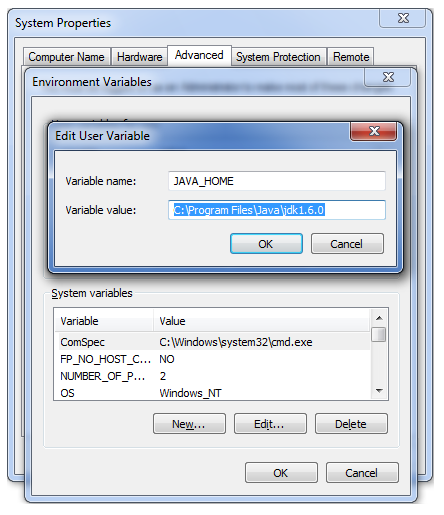 System Properties
Computer Name Hardware Advanced System Protection Remote
Environment Variables
Edit User Variable
Variable name: JAVA_HOME
Variable value: C:\Program Files\Java\jdk1.6.0
OK Cancel
System variables
Variable Value
ComSpec C:\Windows\system32\cmd.exe
FP_NO_HOST_C... NO
NUMBER_OF_P... 2
OS Windows_NT
New... Edit... Delete
OK Cancel